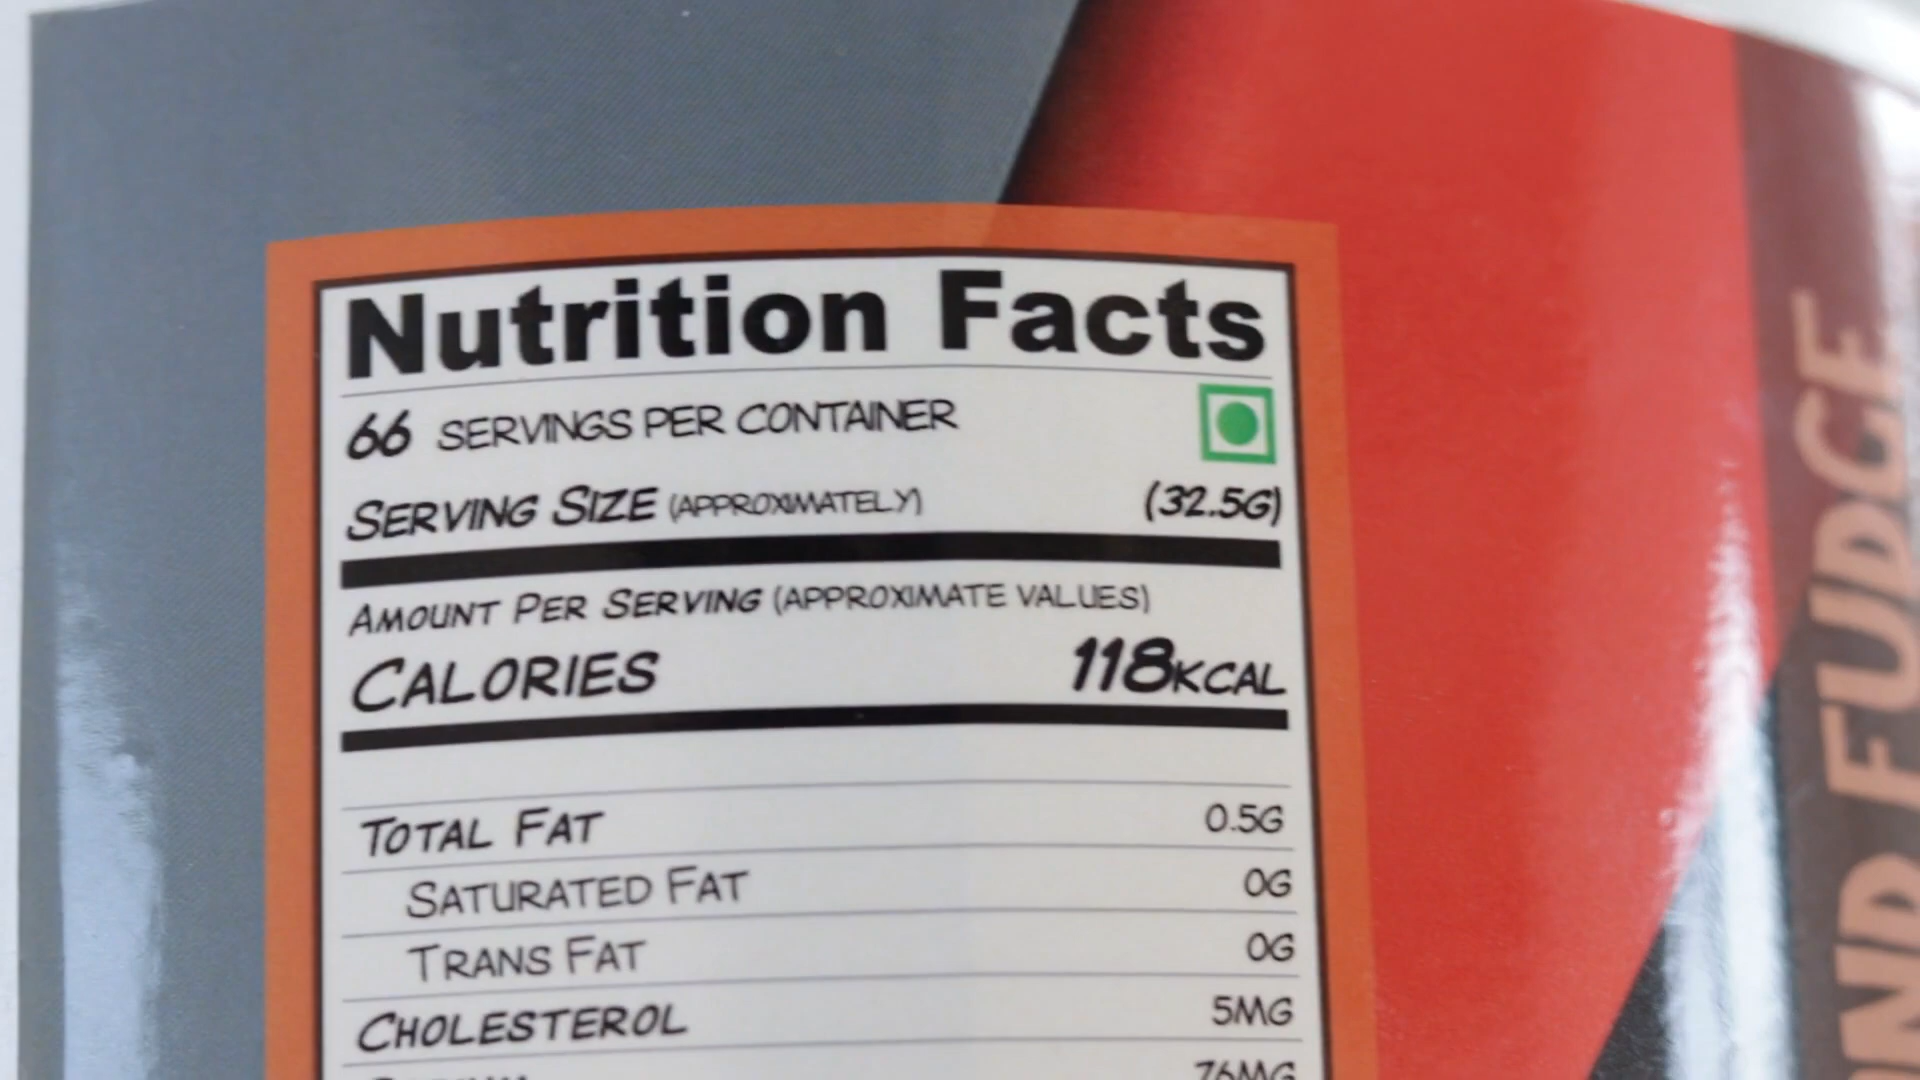 Nutrition Facts
66 SERVINGS PER CONTAINER
SERVING SIZE (APPROXIMATELY) (32.5G)
AMOUNT PER SERVING (APPROXIMATE VALUES)
CALORIES 118KCAL
TOTAL FAT 0.5G
SATURATED FAT 0G
TRANS FAT 0G
CHOLESTEROL 5MG
76MG
FUDGE